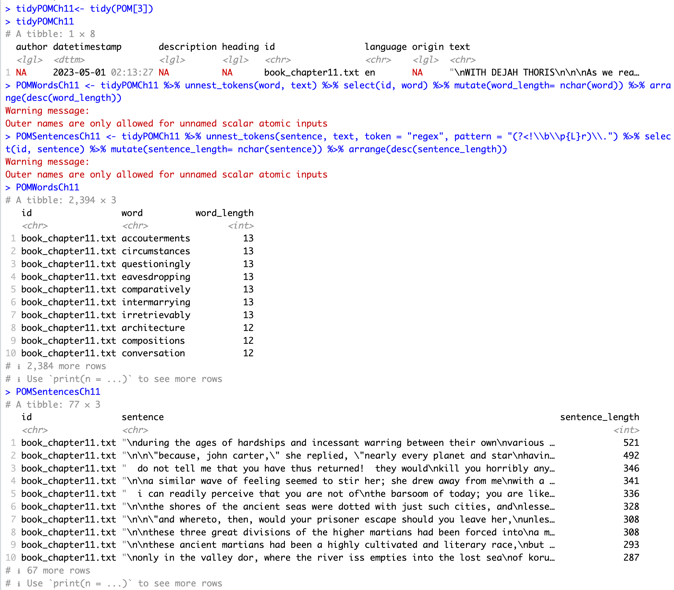 > tidyPOMCh11<- tidy(POM[3])
> tidyPOMCh11
# A tibble: 1 × 8
author datetimestamp description heading id language origin text
<lgl> <dttm> <lgl> <lgl> <chr> <chr> <lgl> <chr>
1 NA 2023-05-01 02:13:27 NA NA book_chapter11.txt en NA "\nWITH DEJAH THORIS\n\n\nAs we rea…
> POMWordsCh11 <- tidyPOMCh11 %>% unnest_tokens(word, text) %>% select(id, word) %>% mutate(word_length= nchar(word)) %>% arra
nge(desc(word_length))
Warning message:
Outer names are only allowed for unnamed scalar atomic inputs
> POMSentencesCh11 <- tidyPOMCh11 %>% unnest_tokens(sentence, text, token = "regex", pattern = "(?<!\\b\\p{L}r)\\.") %>% selec
t(id, sentence) %>% mutate(sentence_length= nchar(sentence)) %>% arrange(desc(sentence_length))
Warning message:
Outer names are only allowed for unnamed scalar atomic inputs
> POMWordsCh11
# A tibble: 2,394 × 3
id word word_length
<chr> <chr> <int>
1 book_chapter11.txt accouterments 13
2 book_chapter11.txt circumstances 13
3 book_chapter11.txt questioningly 13
4 book_chapter11.txt eavesdropping 13
5 book_chapter11.txt comparatively 13
6 book_chapter11.txt intermarrying 13
7 book_chapter11.txt irretrievably 13
8 book_chapter11.txt architecture 12
9 book_chapter11.txt compositions 12
10 book_chapter11.txt conversation 12
# ℹ 2,384 more rows
# ℹ Use `print(n = ...)` to see more rows
> POMSentencesCh11
# A tibble: 77 × 3
id sentence sentence_length
<chr> <chr> <int>
1 book_chapter11.txt "\nduring the ages of hardships and incessant warring between their own\nvarious … 521
2 book_chapter11.txt "\n\n\"because, john carter,\" she replied, \"nearly every planet and star\nhavin… 492
3 book_chapter11.txt "  do not tell me that you have thus returned!  they would\nkill you horribly any… 346
4 book_chapter11.txt "\n\na similar wave of feeling seemed to stir her; she drew away from me\nwith a … 341
5 book_chapter11.txt "  i can readily perceive that you are not of\nthe barsoom of today; you are like… 336
6 book_chapter11.txt "\nthe shores of the ancient seas were dotted with just such cities, and\nlesse… 328
7 book_chapter11.txt "\n\n\"and whereto, then, would your prisoner escape should you leave her,\nunles… 308
8 book_chapter11.txt "\n\nthese three great divisions of the higher martians had been forced into\na m… 308
9 book_chapter11.txt "\n\nthese ancient martians had been a highly cultivated and literary race,\nbut … 293
10 book_chapter11.txt "\nonly in the valley dor, where the river iss empties into the lost sea\nof koru… 287
# ℹ 67 more rows
# ℹ Use `print(n = ...)` to see more rows